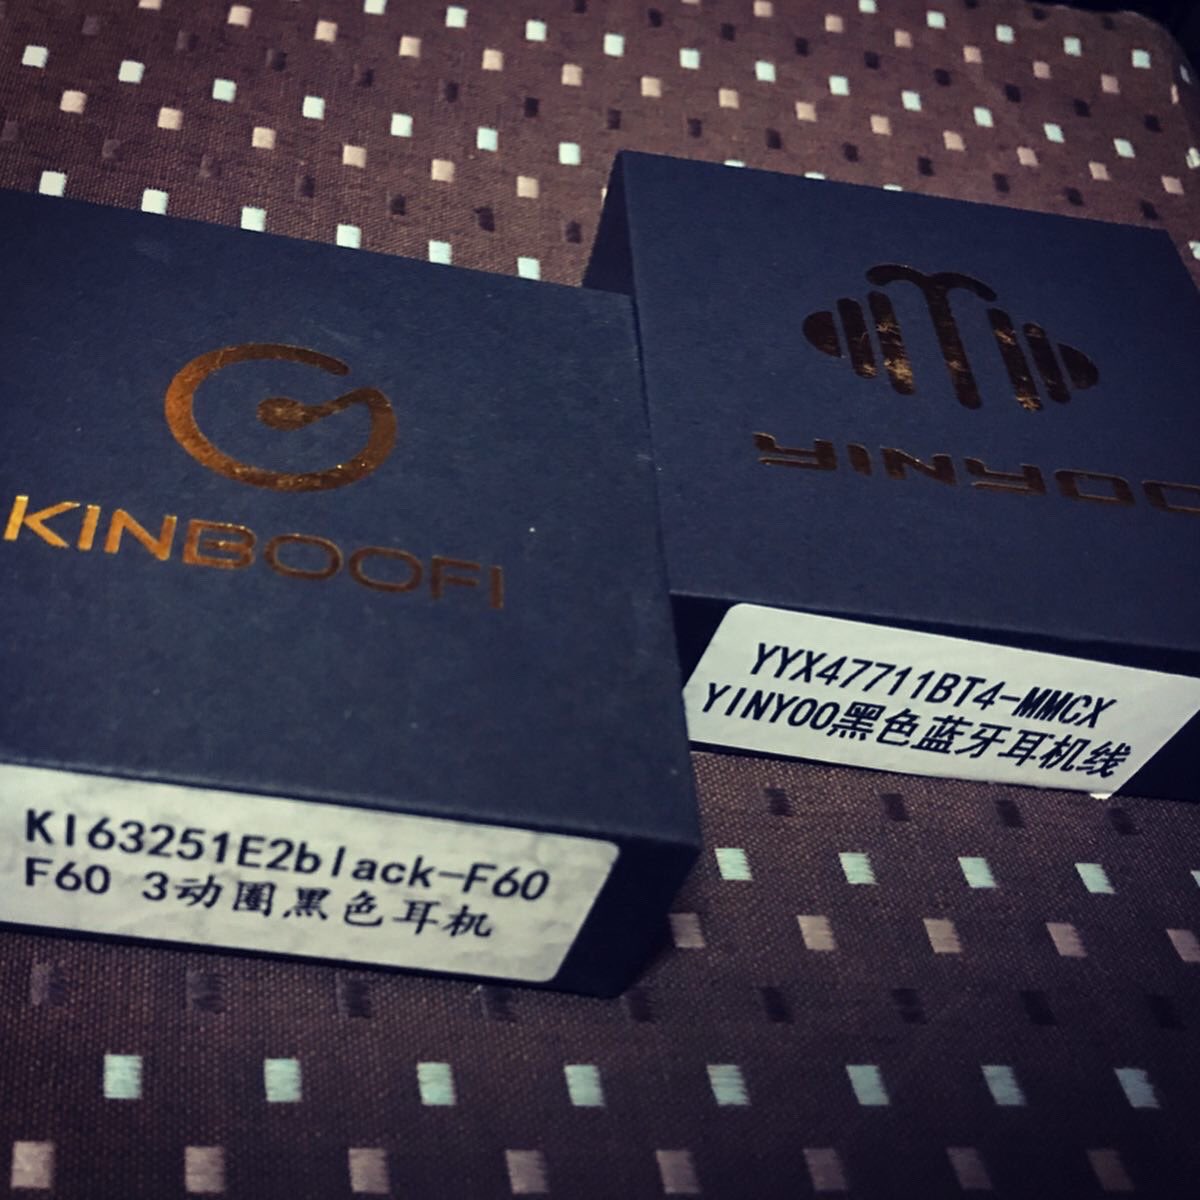 KINBOOFI
KI63251E2black-F60
F60 3动圈黑色耳机
YINYOO
YYX47711BT4-MMCX
YINYOO黑色蓝牙耳机线